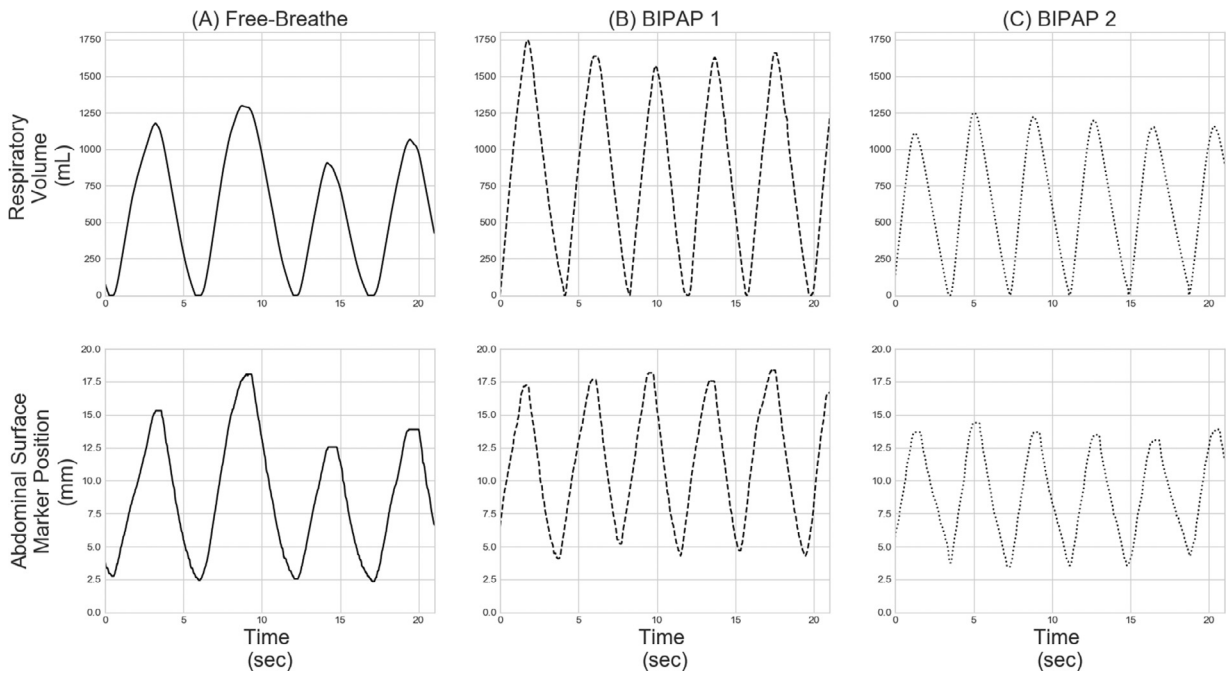 (A) Free-Breathe
(B) BIPAP 1
(C) BIPAP 2
Respiratory
Volume
(mL)
1750
1500
1250
1000
750
500
250
0
0 5 10 15 20
1750
1500
1250
1000
750
500
250
0
0 5 10 15 20
1750
1500
1250
1000
750
500
250
0
0 5 10 15 20
Abdominal Surface
Marker Position
(mm)
20.0
17.5
15.0
12.5
10.0
7.5
5.0
2.5
0.0
0 5 10 15 20
Time
(sec)
20.0
17.5
15.0
12.5
10.0
7.5
5.0
2.5
0.0
0 5 10 15 20
Time
(sec)
20.0
17.5
15.0
12.5
10.0
7.5
5.0
2.5
0.0
0 5 10 15 20
Time
(sec)